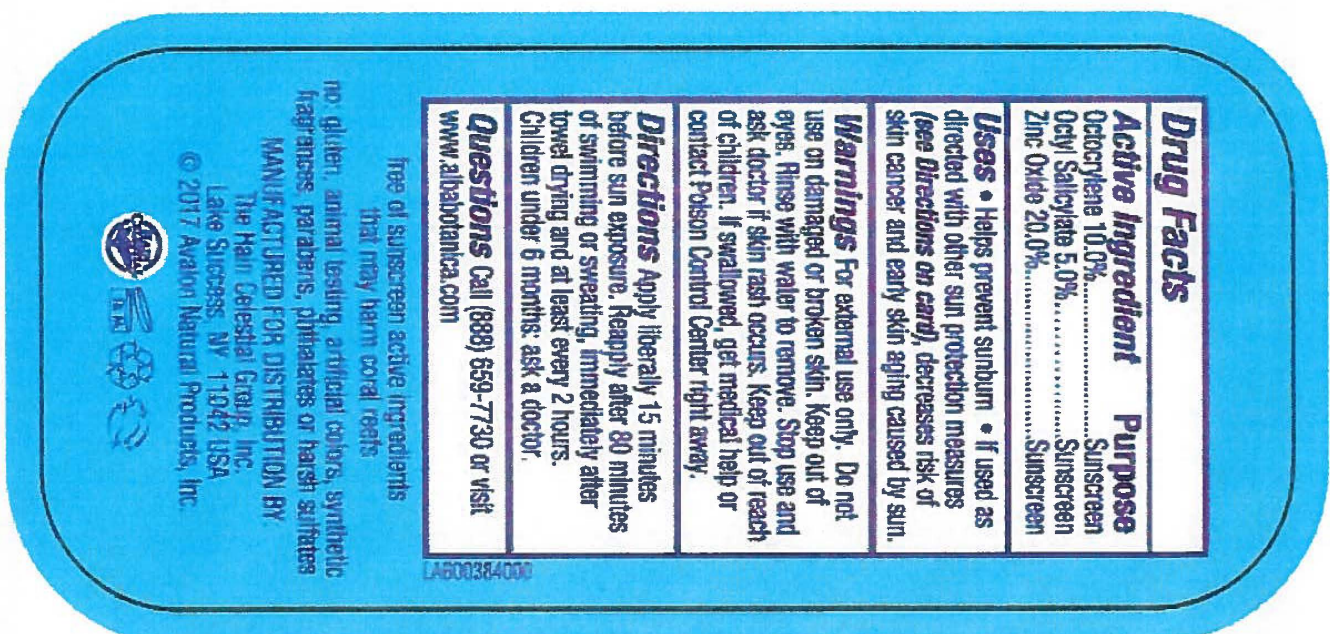 Drug Facts
Active Ingredient Purpose
Octocrylene 10.0%..................Sunscreen
Octyl Salicylate 5.0%...............Sunscreen
Zinc Oxide 20.0%....................Sunscreen
Uses • Helps prevent sunburn • If used as
directed with other sun protection measures
(see Directions on card), decreases risk of
skin cancer and early skin aging caused by sun.
Warnings For external use only. Do not
use on damaged or broken skin. Keep out of
eyes. Rinse with water to remove. Stop use and
ask doctor if skin rash occurs. Keep out of reach
of children. If swallowed, get medical help or
contact Poison Control Center right away.
Directions Apply liberally 15 minutes
before sun exposure. Reapply after 80 minutes
of swimming or sweating, immediately after
towel drying and at least every 2 hours.
Children under 6 months: ask a doctor.
Questions Call (888) 659-7730 or visit
www.albabotanica.com
LA600384000
free of sunscreen active ingredients
that may harm coral reefs
no: gluten, animal testing, artificial colors, synthetic
fragrances, parabens, phthalates or harsh sulfates
MANUFACTURED FOR DISTRIBUTION BY:
The Hain Celestial Group, Inc.
Lake Success, NY 11042 USA
© 2017 Avalon Natural Products, Inc.